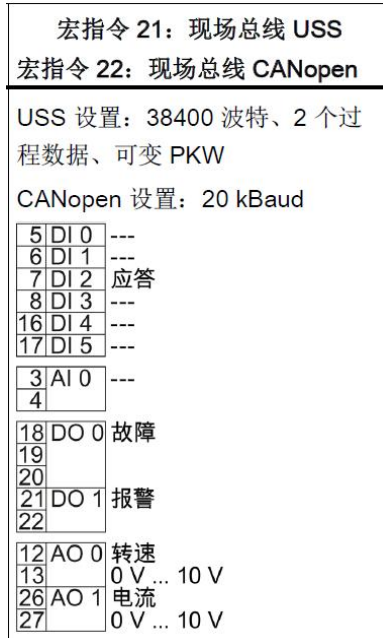 宏指令 21：现场总线 USS
宏指令 22：现场总线 CANopen
USS 设置：38400 波特、2 个过
程数据、可变 PKW
CANopen 设置：20 kBaud
5 DI 0 ---
6 DI 1 ---
7 DI 2 应答
8 DI 3 ---
16 DI 4 ---
17 DI 5 ---
3 AI 0 ---
4
18 DO 0 故障
19
20
21 DO 1 报警
22
12 AO 0 转速
13 0 V ... 10 V
26 AO 1 电流
27 0 V ... 10 V